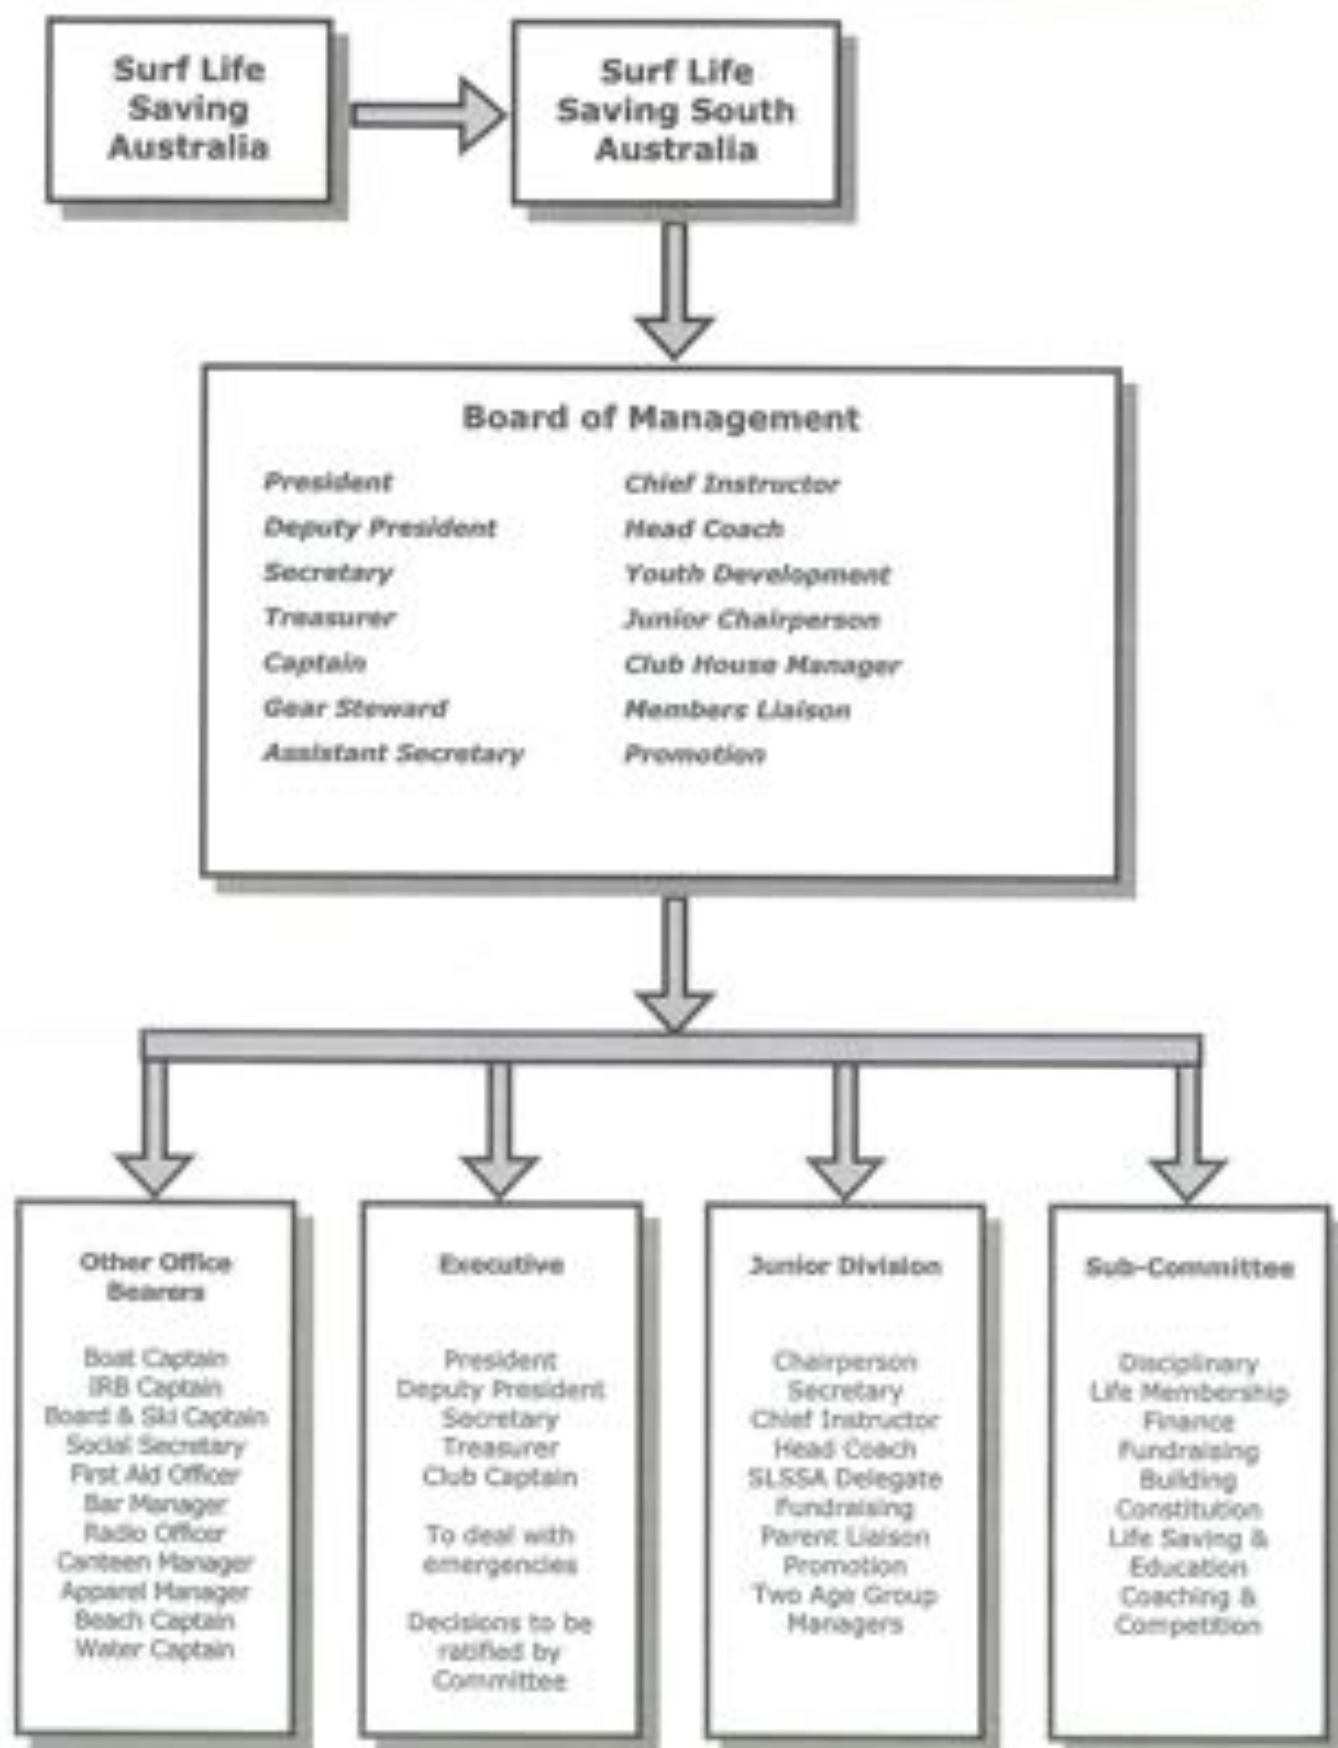 Surf Life
Saving
Australia
Surf Life
Saving South
Australia
Board of Management
President
Deputy President
Secretary
Treasurer
Captain
Gear Steward
Assistant Secretary
Chief Instructor
Head Coach
Youth Development
Junior Chairperson
Club House Manager
Members Liaison
Promotion
Other Office
Bearers
Boat Captain
IRB Captain
Board & Ski Captain
Social Secretary
First Aid Officer
Bar Manager
Radio Officer
Canteen Manager
Apparel Manager
Beach Captain
Water Captain
Executive
President
Deputy President
Secretary
Treasurer
Club Captain
To deal with
emergencies
Decisions to be
ratified by
Committee
Junior Division
Chairperson
Secretary
Chief Instructor
Head Coach
SLSSA Delegate
Fundraising
Parent Liaison
Promotion
Two Age Group
Managers
Sub-Committee
Disciplinary
Life Membership
Finance
Fundraising
Building
Constitution
Life Saving &
Education
Coaching &
Competition